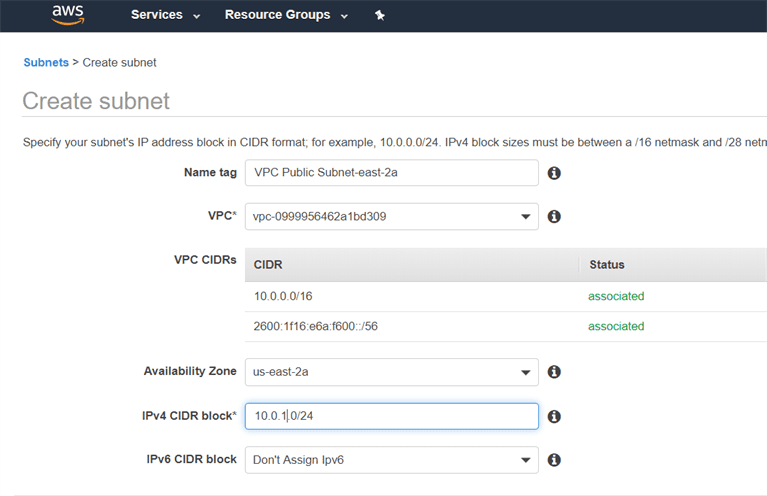 aws
Services Resource Groups
Subnets > Create subnet
Create subnet
Specify your subnet's IP address block in CIDR format; for example, 10.0.0.0/24. IPv4 block sizes must be between a /16 netmask and /28 netm
Name tag VPC Public Subnet-east-2a
VPC* vpc-0999956462a1bd309
VPC CIDRs CIDR Status
10.0.0.0/16 associated
2600:1f16:e6a:f600::/56 associated
Availability Zone us-east-2a
IPv4 CIDR block* 10.0.1.0/24
IPv6 CIDR block Don't Assign Ipv6